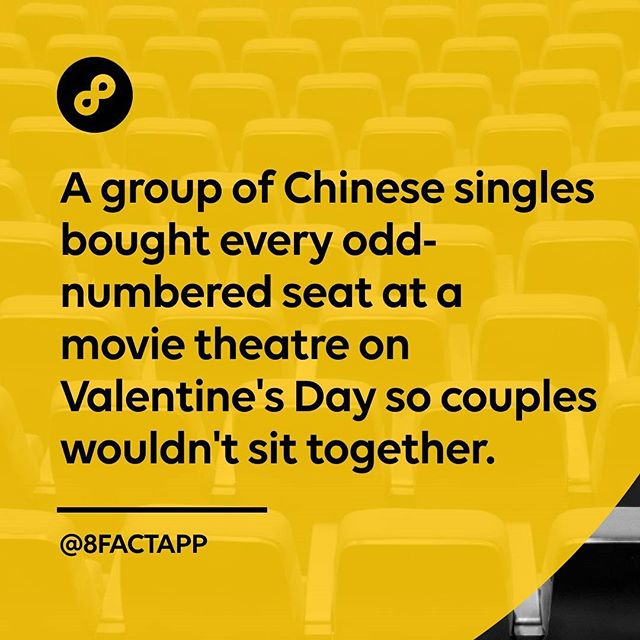 A group of Chinese singles
bought every odd-
numbered seat at a
movie theatre on
Valentine's Day so couples
wouldn't sit together.
@8FACTAPP